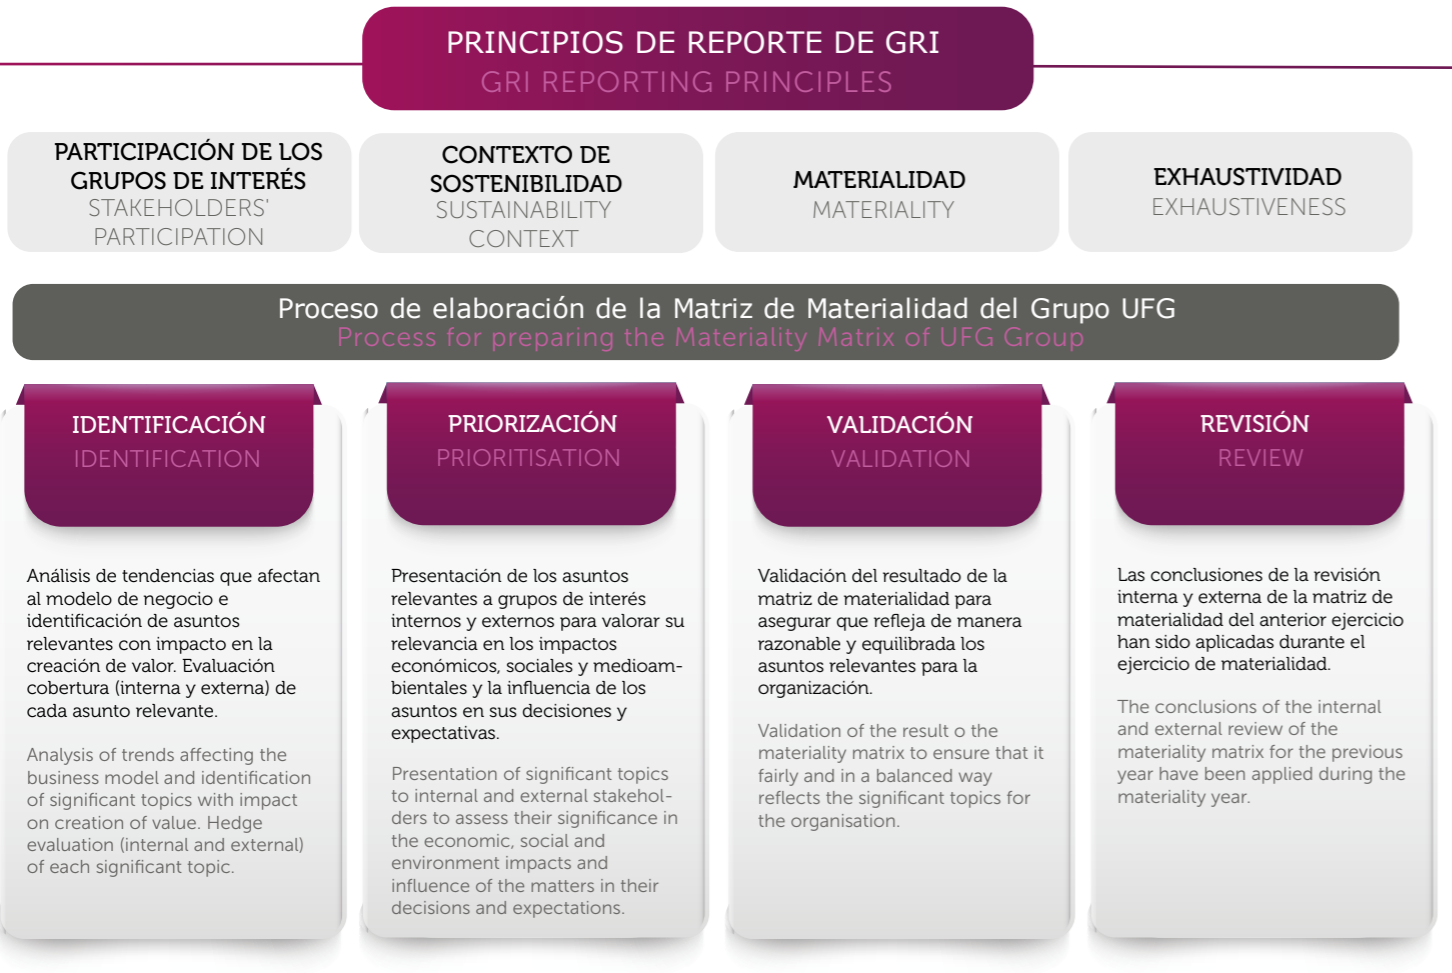 PRINCIPIOS DE REPORTE DE GRI
GRI REPORTING PRINCIPLES
PARTICIPACIÓN DE LOS
GRUPOS DE INTERÉS
STAKEHOLDERS'
PARTICIPATION
CONTEXTO DE
SOSTENIBILIDAD
SUSTAINABILITY
CONTEXT
MATERIALIDAD
MATERIALITY
EXHAUSTIVIDAD
EXHAUSTIVENESS
Proceso de elaboración de la Matriz de Materialidad del Grupo UFG
Process for preparing the Materiality Matrix of UFG Group
IDENTIFICACIÓN
IDENTIFICATION
Análisis de tendencias que afectan
al modelo de negocio e
identificación de asuntos
relevantes con impacto en la
creación de valor. Evaluación
cobertura (interna y externa) de
cada asunto relevante.
Analysis of trends affecting the
business model and identification
of significant topics with impact
on creation of value. Hedge
evaluation (internal and external)
of each significant topic.
PRIORIZACIÓN
PRIORITISATION
Presentación de los asuntos
relevantes a grupos de interés
internos y externos para valorar su
relevancia en los impactos
económicos, sociales y medioam-
bientales y la influencia de los
asuntos en sus decisiones y
expectativas.
Presentation of significant topics
to internal and external stakehol-
ders to assess their significance in
the economic, social and
environment impacts and
influence of the matters in their
decisions and expectations.
VALIDACIÓN
VALIDATION
Validación del resultado de la
matriz de materialidad para
asegurar que refleja de manera
razonable y equilibrada los
asuntos relevantes para la
organización.
Validation of the result o the
materiality matrix to ensure that it
fairly and in a balanced way
reflects the significant topics for
the organisation.
REVISIÓN
REVIEW
Las conclusiones de la revisión
interna y externa de la matriz de
materialidad del anterior ejercicio
han sido aplicadas durante el
ejercicio de materialidad.
The conclusions of the internal
and external review of the
materiality matrix for the previous
year have been applied during the
materiality year.